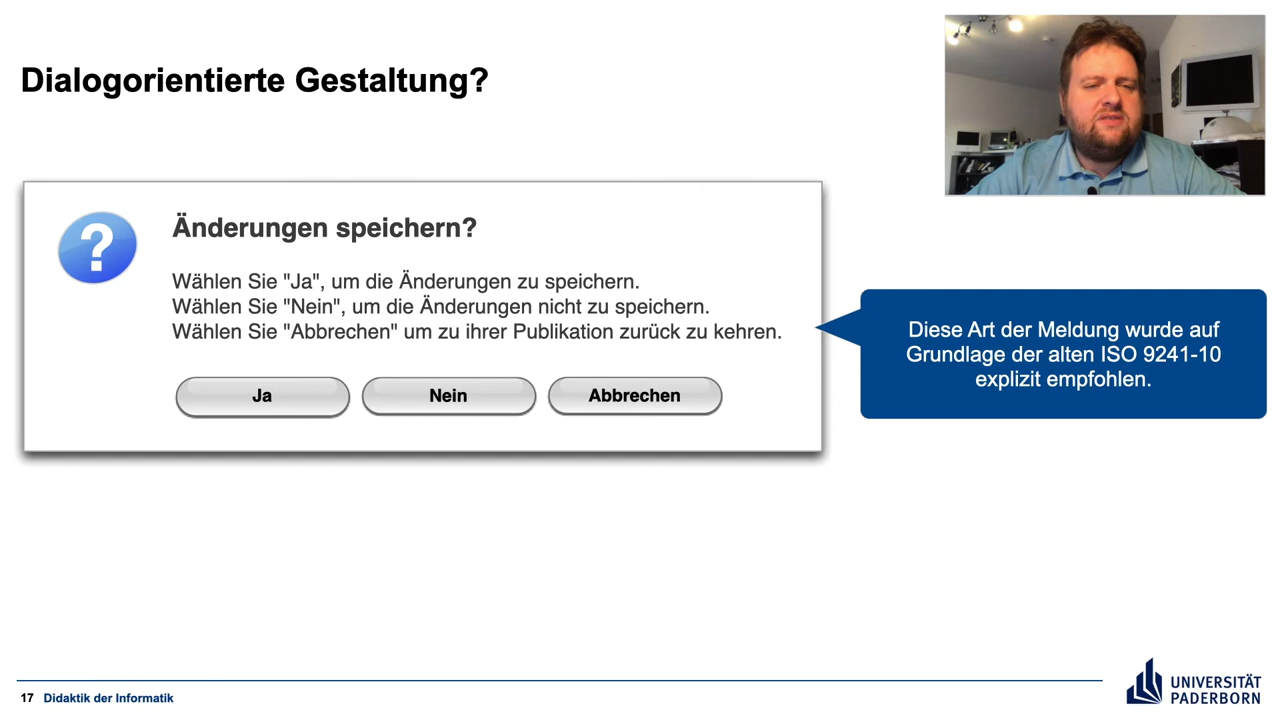 Dialogorientierte Gestaltung?
?
Änderungen speichern?
Wählen Sie "Ja", um die Änderungen zu speichern.
Wählen Sie "Nein", um die Änderungen nicht zu speichern.
Wählen Sie "Abbrechen" um zu ihrer Publikation zurück zu kehren.
Ja Nein Abbrechen
Diese Art der Meldung wurde auf
Grundlage der alten ISO 9241-10
explizit empfohlen.
17 Didaktik der Informatik
UNIVERSITÄT
PADERBORN